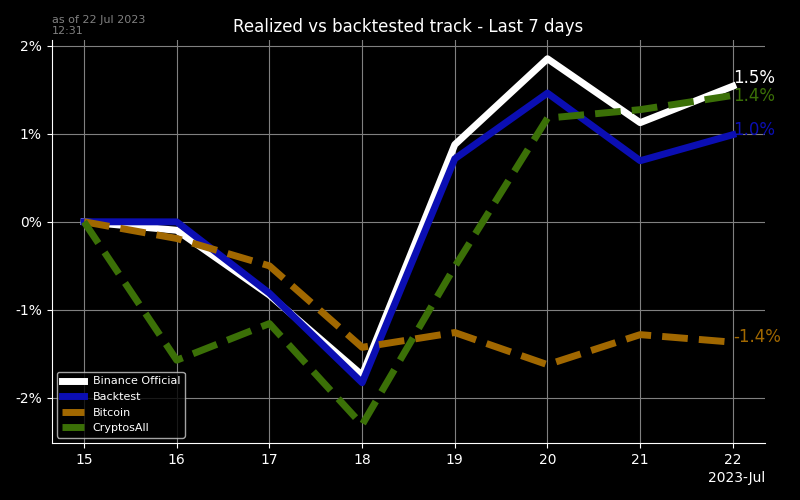 as of 22 Jul 2023
12:31
Realized vs backtested track - Last 7 days
2%
1%
0%
-1%
-2%
1.5%
1.4%
1.0%
-1.4%
Binance Official
Backtest
Bitcoin
CryptosAll
15 16 17 18 19 20 21 22
2023-Jul